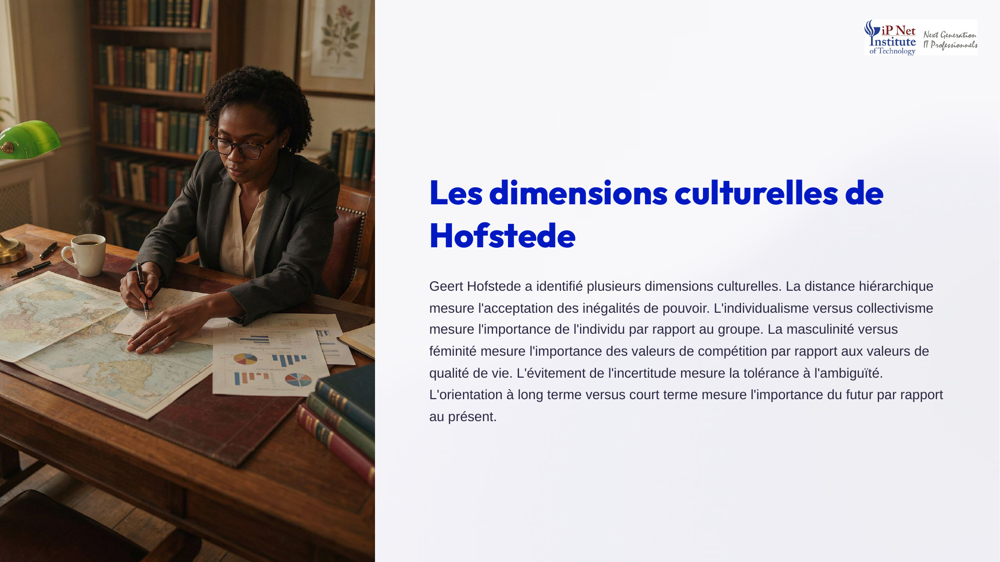 iP Net
Institute
of Technology
Next Generation
IT Professionnels
Les dimensions culturelles de
Hofstede
Geert Hofstede a identifié plusieurs dimensions culturelles. La distance hiérarchique
mesure l'acceptation des inégalités de pouvoir. L'individualisme versus collectivisme
mesure l'importance de l'individu par rapport au groupe. La masculinité versus
féminité mesure l'importance des valeurs de compétition par rapport aux valeurs de
qualité de vie. L'évitement de l'incertitude mesure la tolérance à l'ambiguïté.
L'orientation à long terme versus court terme mesure l'importance du futur par rapport
au présent.